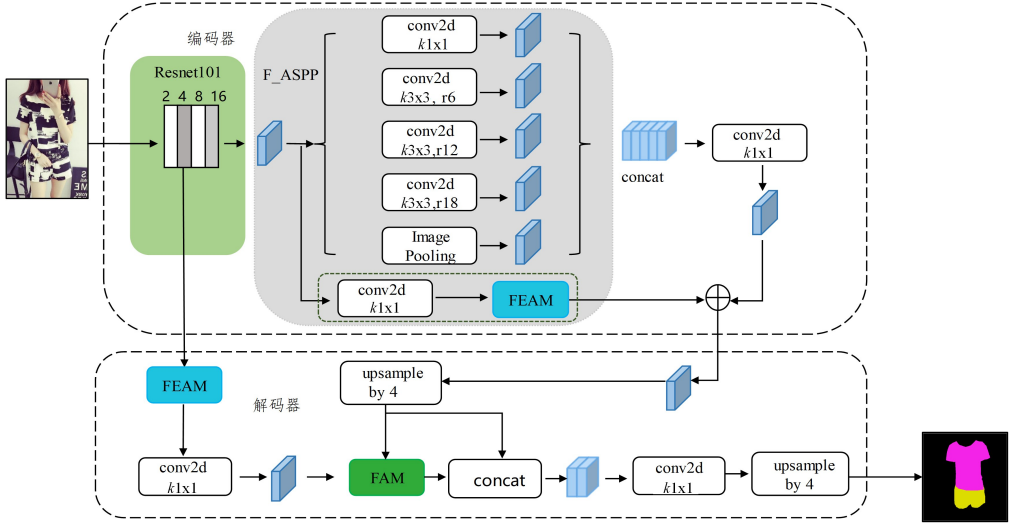 编码器
Resnet101
2 4 8 16
F_ASPP
conv2d
k1x1
conv2d
k3x3, r6
conv2d
k3x3,r12
conv2d
k3x3,r18
Image
Pooling
concat
conv2d
k1x1
conv2d
k1x1
FEAM
FEAM
解码器
upsample
by 4
conv2d
k1x1
FAM
concat
conv2d
k1x1
upsample
by 4